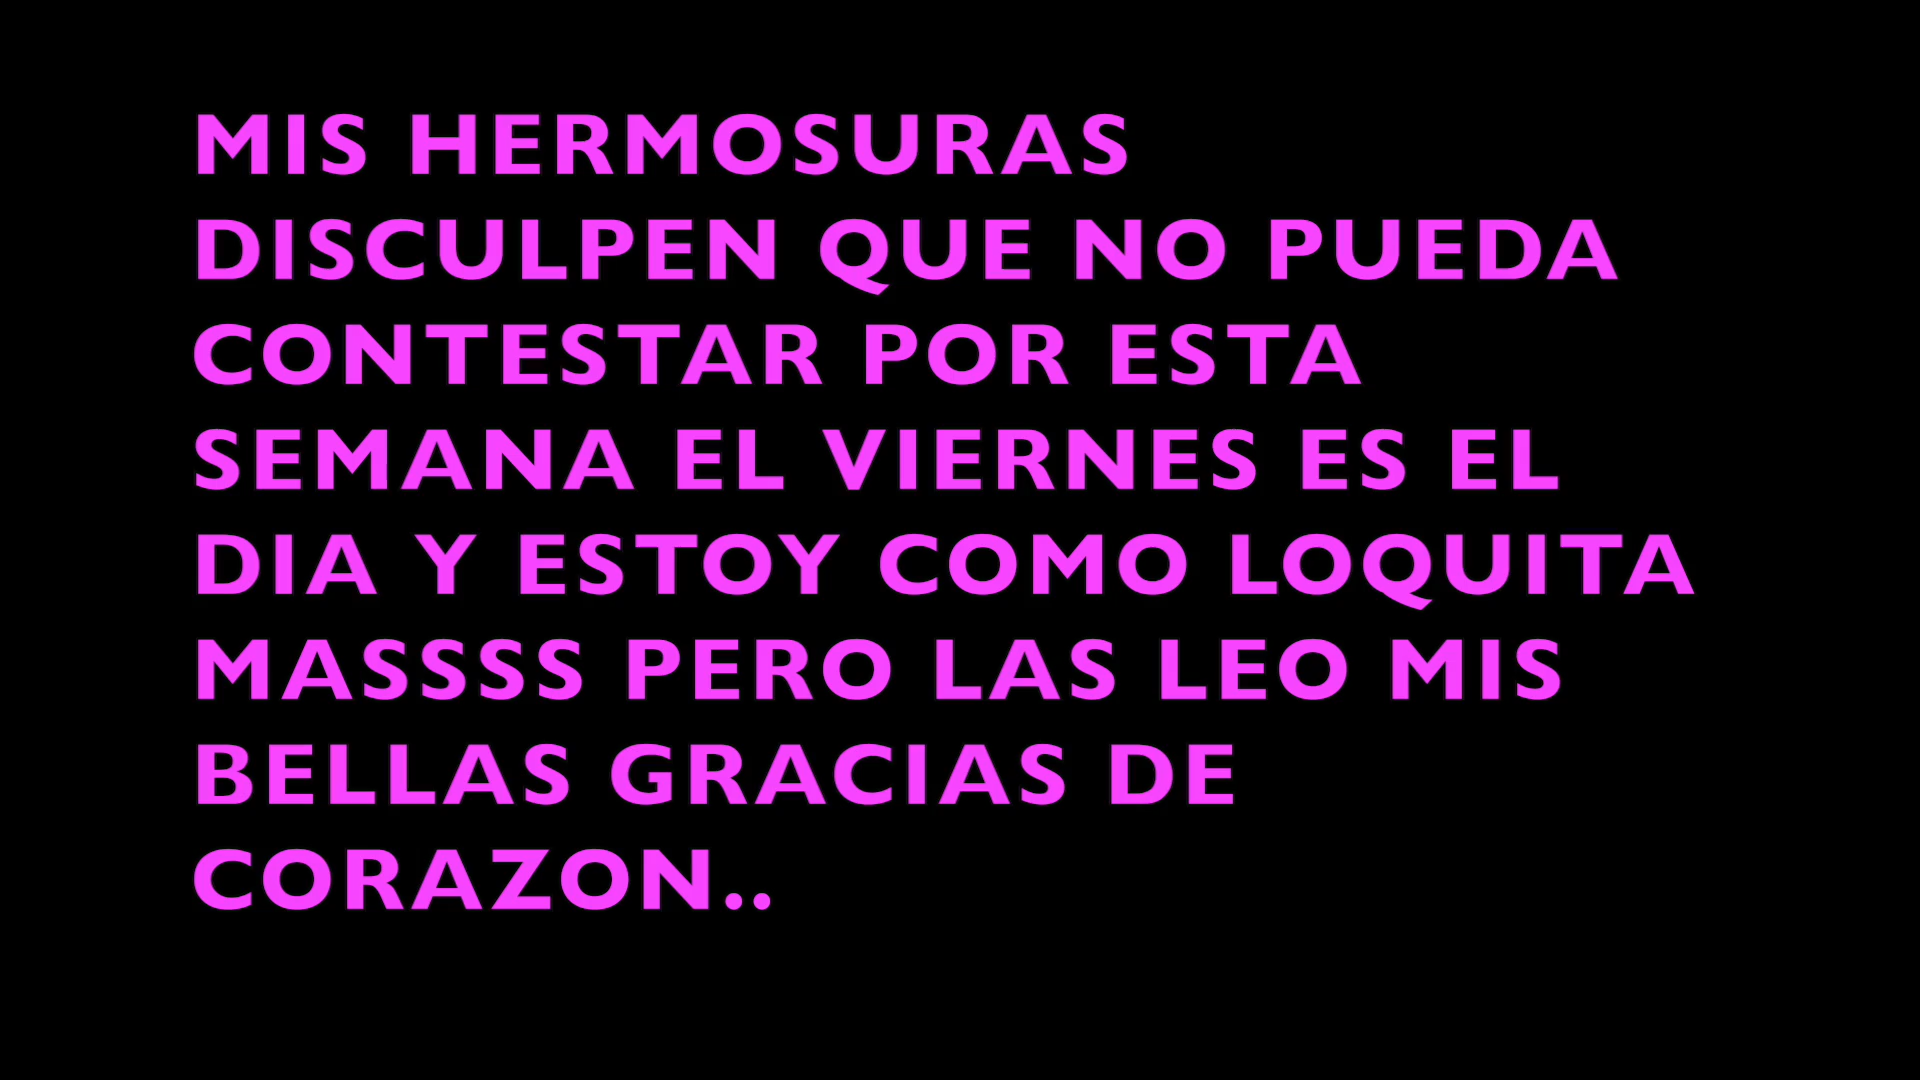 MIS HERMOSURAS
DISCULPEN QUE NO PUEDA
CONTESTAR POR ESTA
SEMANA EL VIERNES ES EL
DIA Y ESTOY COMO LOQUITA
MASSSS PERO LAS LEO MIS
BELLAS GRACIAS DE
CORAZON..